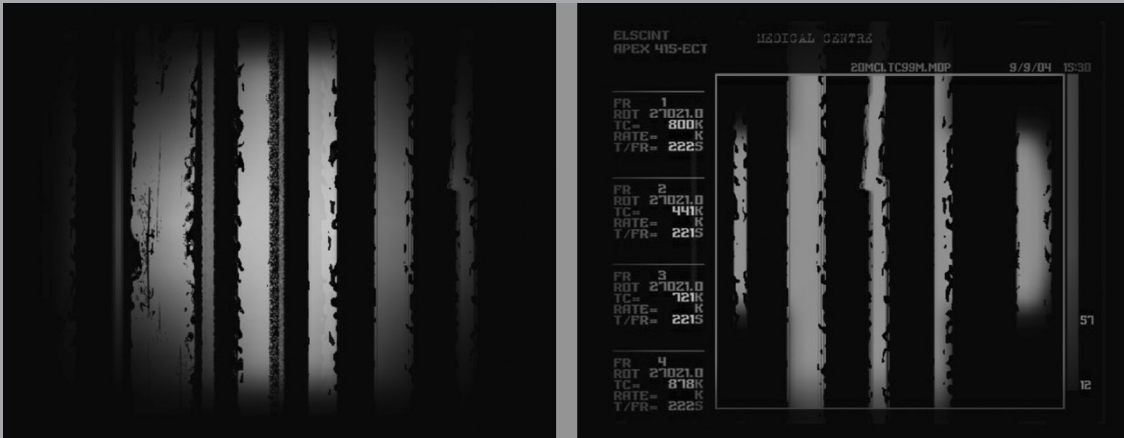 ELSCINT
APEX 415-ECT
MEDICAL CENTRE
20MCI.TC99M.MDP 9/9/04 15:30
FR 1
ROT 27021.0
TC= 800K
RATE= K
T/FR= 222S
FR 2
ROT 27021.0
TC= 441K
RATE= K
T/FR= 221S
FR 3
ROT 27021.0
TC= 721K
RATE= K
T/FR= 221S
57
FR 4
ROT 27021.0
TC= 878K
RATE= K
T/FR= 222S
12